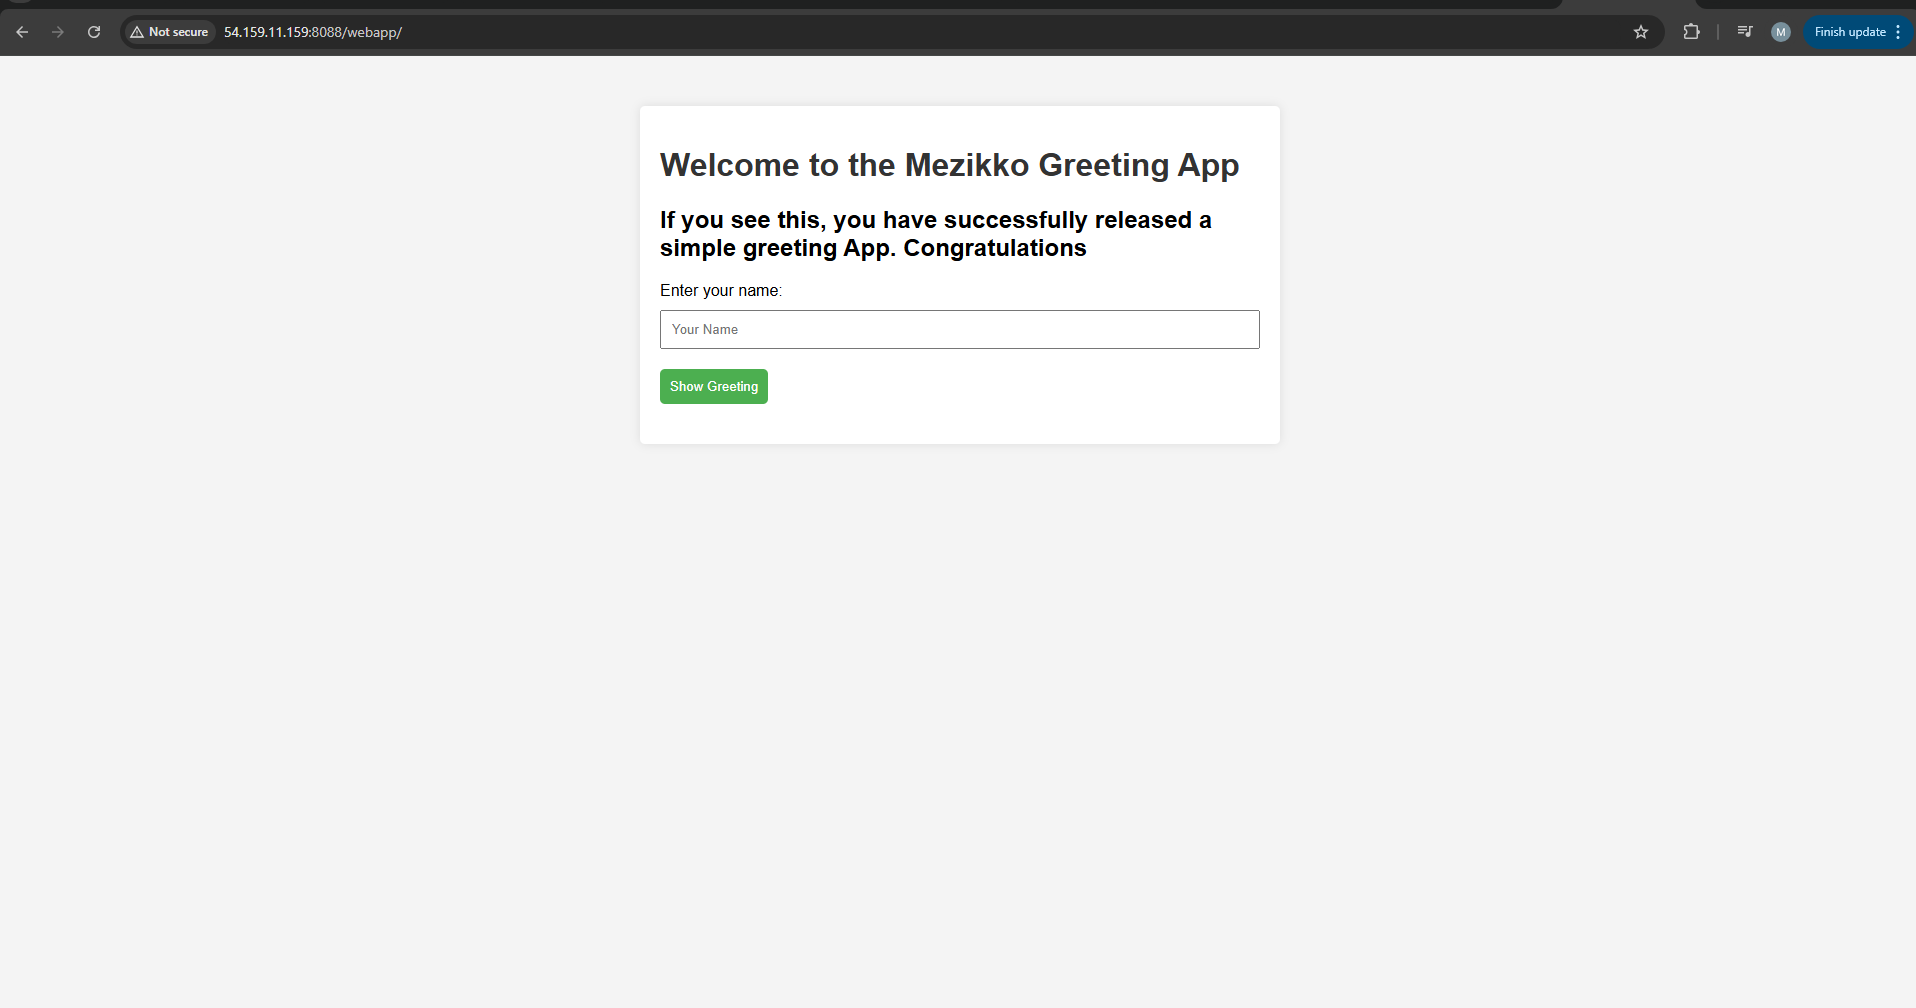 Not secure
54.159.11.159:8088/webapp/
M
Finish update
Welcome to the Mezikko Greeting App
If you see this, you have successfully released a
simple greeting App. Congratulations
Enter your name:
Your Name
Show Greeting